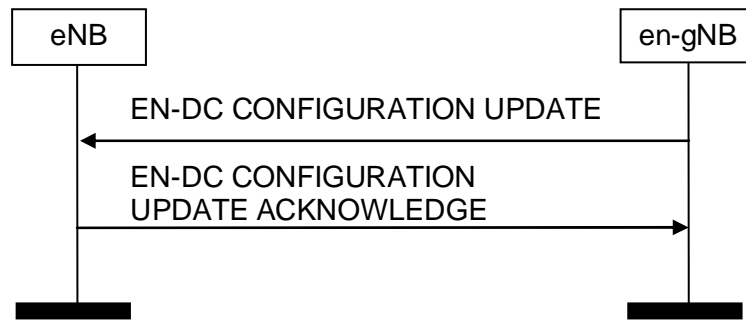 eNB
en-gNB
EN-DC CONFIGURATION UPDATE
EN-DC CONFIGURATION
UPDATE ACKNOWLEDGE